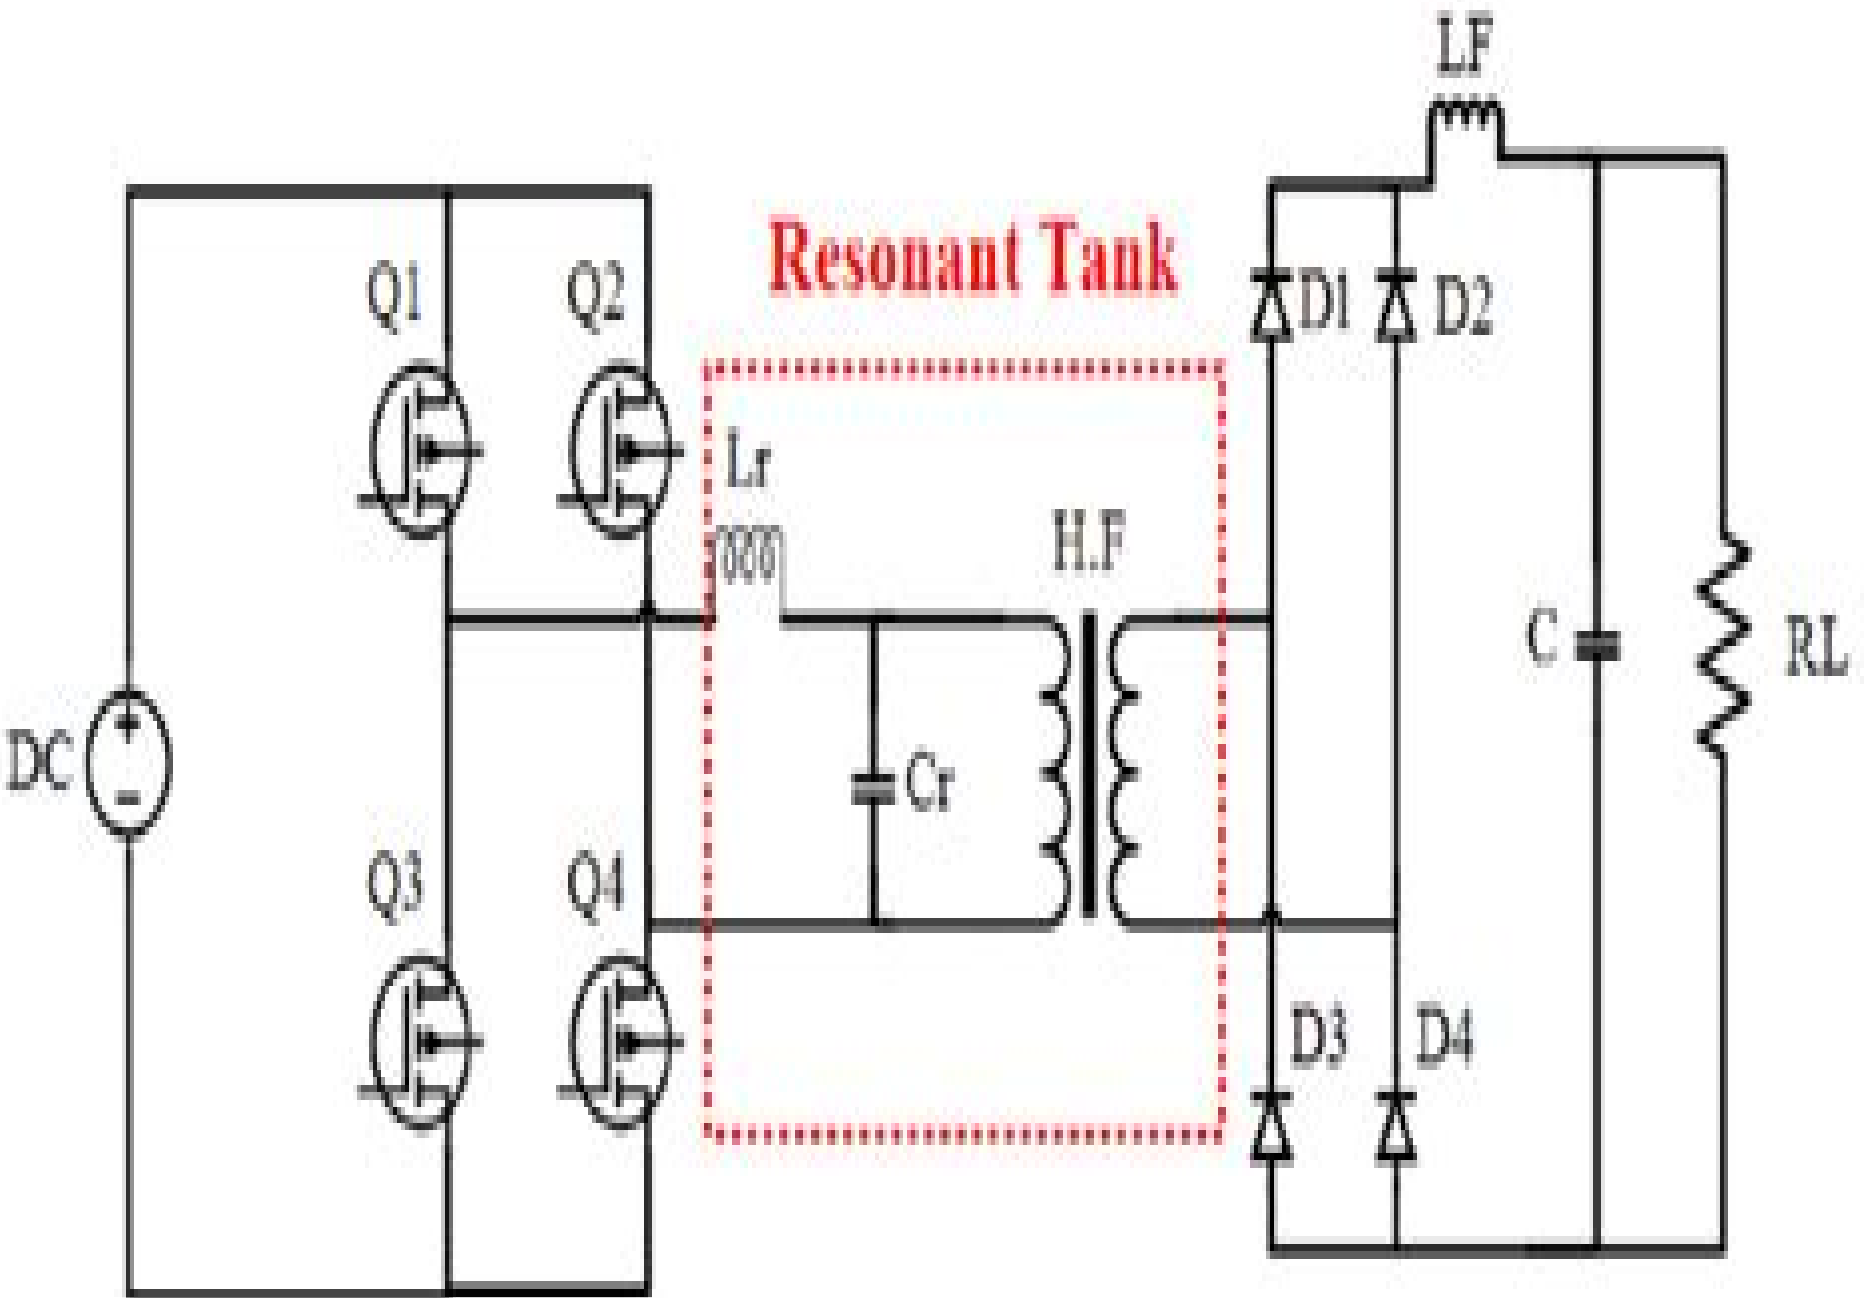 LF
Q1
Q2
Resonant Tank
D1
D2
Lr
H.F
DC
Cr
C
RL
Q3
Q4
D3
D4